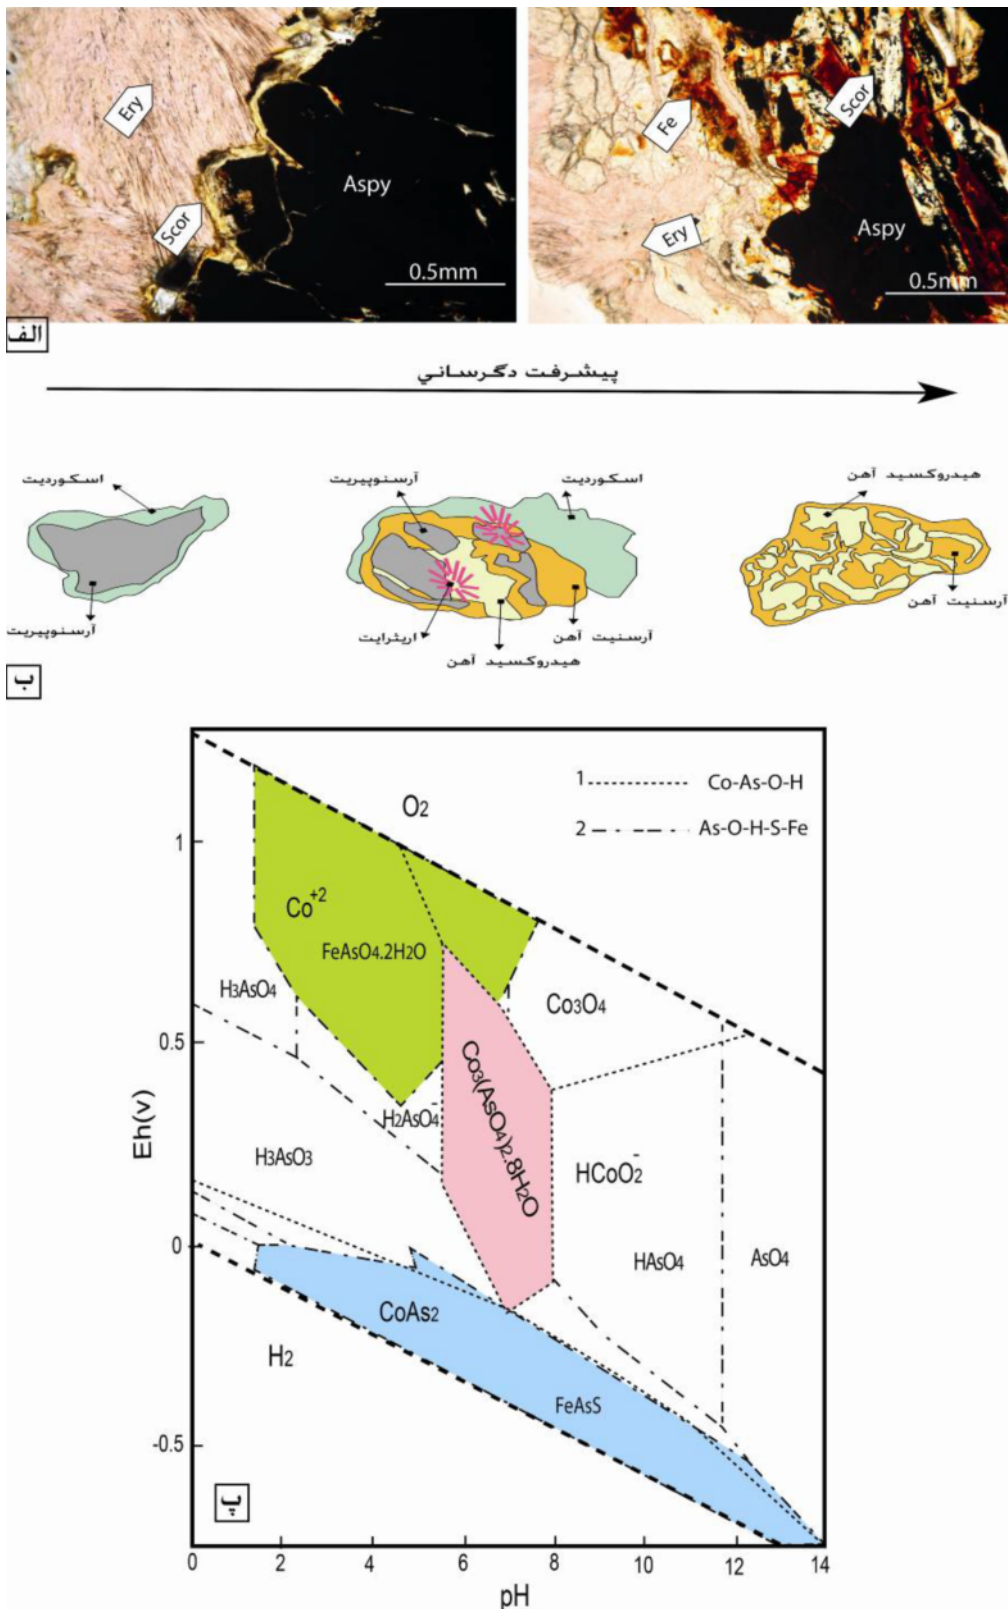 Ery
Scor
Aspy
0.5mm
Fe
Scor
Ery
Aspy
0.5mm
الف
پیشرفت دگرساني
اسکوردیت
آرسنوپیریت
آرسنوپیریت
اسکوردیت
اریترایت
هیدروکسید آهن
آرسنیت آهن
هیدروکسید آهن
آرسنیت آهن
ب
1 Co-As-O-H
2 As-O-H-S-Fe
O2
Co+2
FeAsO4.2H2O
H3AsO4
Co3O4
H2AsO4-
Co3(AsO4)2.8H2O
H3AsO3
HCoO2-
HAsO4
AsO4
CoAs2
H2
FeAsS
پ
Eh(v)
1
0.5
0
-0.5
0 2 4 6 8 10 12 14
pH